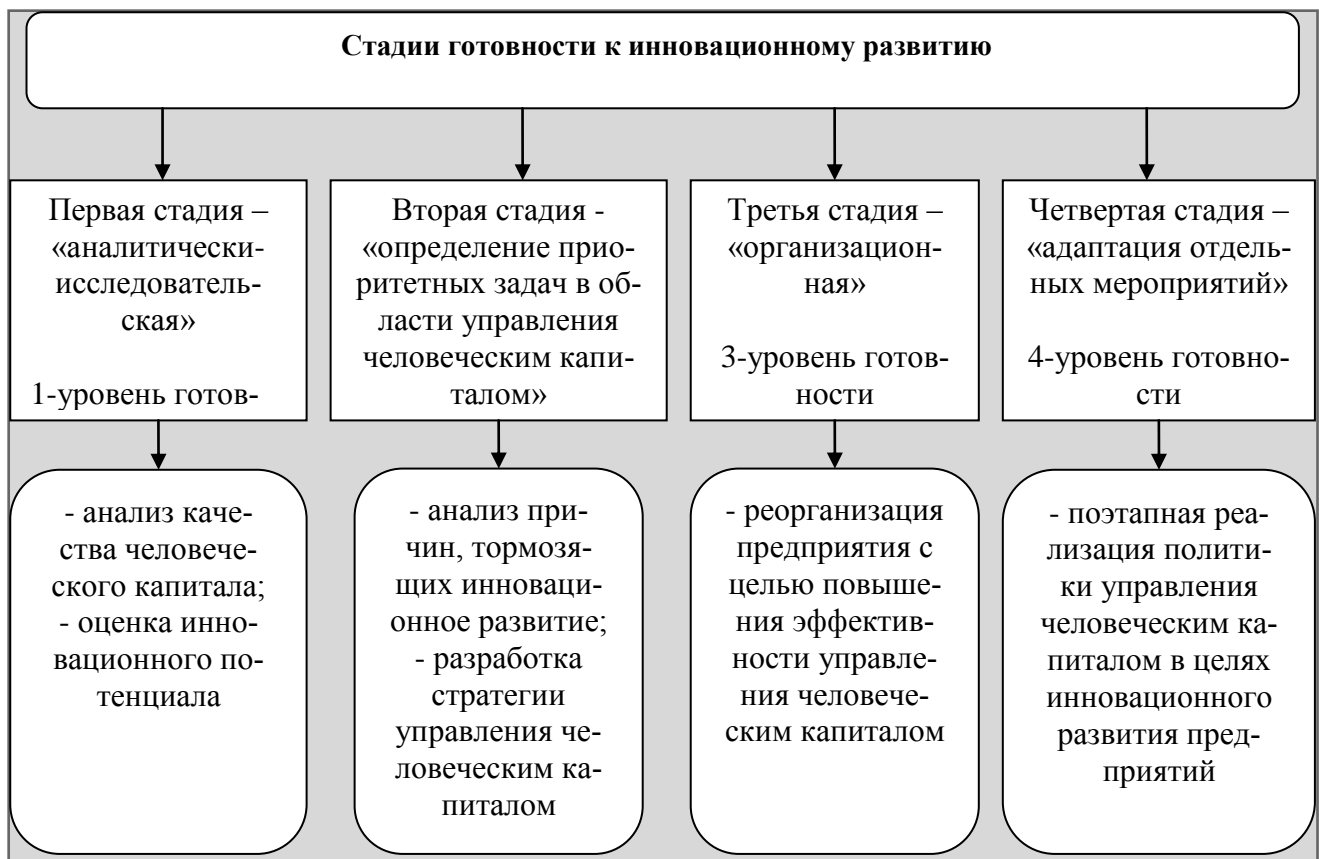 Стадии готовности к инновационному развитию
Первая стадия –
«аналитически-
исследователь-
ская»
1-уровень готов-
Вторая стадия -
«определение прио-
ритетных задач в об-
ласти управления
человеческим капи-
талом»
Третья стадия –
«организацион-
ная»
3-уровень готов-
ности
Четвертая стадия –
«адаптация отдель-
ных мероприятий»
4-уровень готовно-
сти
- анализ каче-
ства человече-
ского капитала;
- оценка инно-
вационного по-
тенциала
- анализ при-
чин, тормозя-
щих инноваци-
онное развитие;
- разработка
стратегии
управления че-
ловеческим ка-
питалом
- реорганизация
предприятия с
целью повыше-
ния эффектив-
ности управле-
ния человече-
ским капиталом
- поэтапная реа-
лизация полити-
ки управления
человеческим ка-
питалом в целях
инновационного
развития пред-
приятий